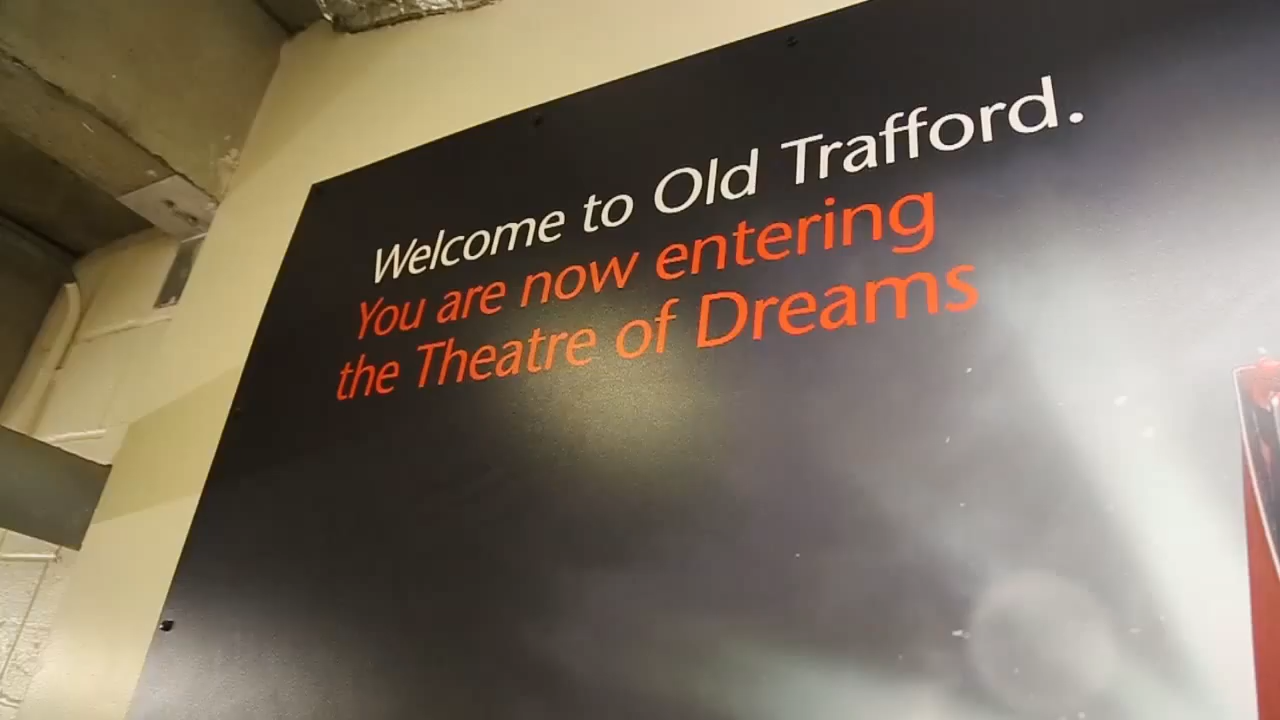 Welcome to Old Trafford.
You are now entering
the Theatre of Dreams